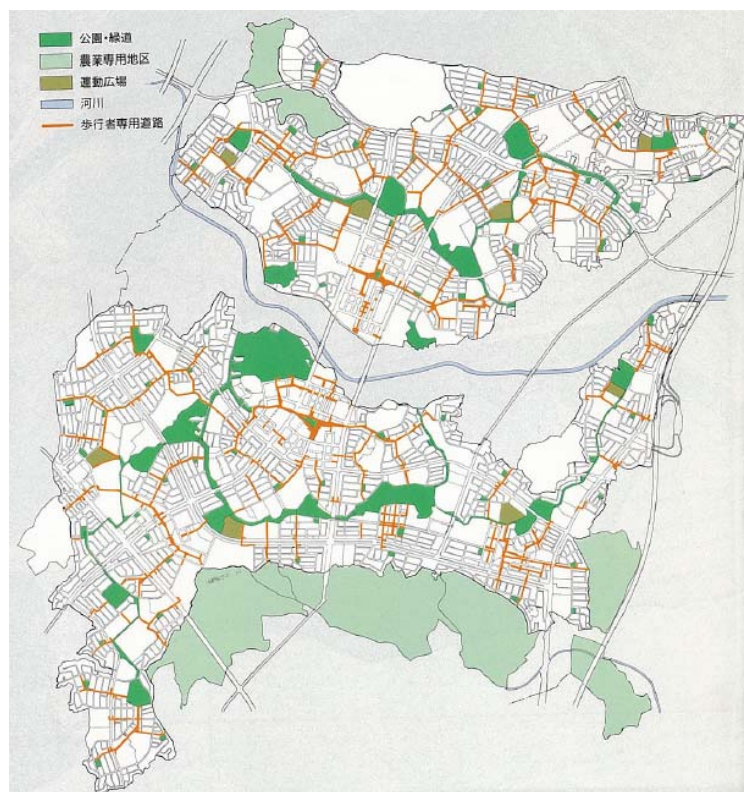 公園・緑道
農業専用地区
運動広場
河川
歩行者専用道路